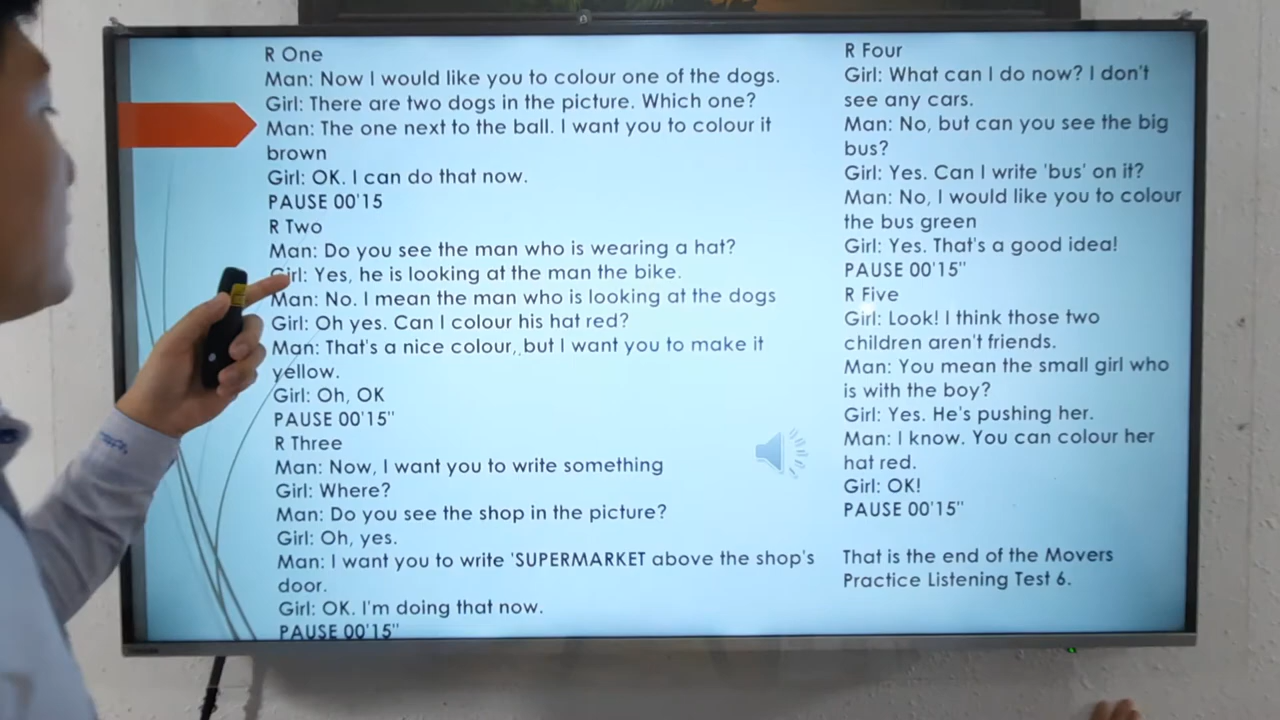 R One
Man: Now I would like you to colour one of the dogs.
Girl: There are two dogs in the picture. Which one?
Man: The one next to the ball. I want you to colour it
brown
Girl: OK. I can do that now.
PAUSE 00'15
R Two
Man: Do you see the man who is wearing a hat?
Girl: Yes, he is looking at the man the bike.
Man: No. I mean the man who is looking at the dogs
Girl: Oh yes. Can I colour his hat red?
Man: That's a nice colour,,but I want you to make it
yellow.
Girl: Oh, OK
PAUSE 00'15"
R Three
Man: Now, I want you to write something
Girl: Where?
Man: Do you see the shop in the picture?
Girl: Oh, yes.
Man: I want you to write 'SUPERMARKET above the shop's
door.
Girl: OK. I'm doing that now.
PAUSE 00'15"
R Four
Girl: What can I do now? I don't
see any cars.
Man: No, but can you see the big
bus?
Girl: Yes. Can I write 'bus' on it?
Man: No, I would like you to colour
the bus green
Girl: Yes. That's a good idea!
PAUSE 00'15"
R Five
Girl: Look! I think those two
children aren't friends.
Man: You mean the small girl who
is with the boy?
Girl: Yes. He's pushing her.
Man: I know. You can colour her
hat red.
Girl: OK!
PAUSE 00'15"
That is the end of the Movers
Practice Listening Test 6.